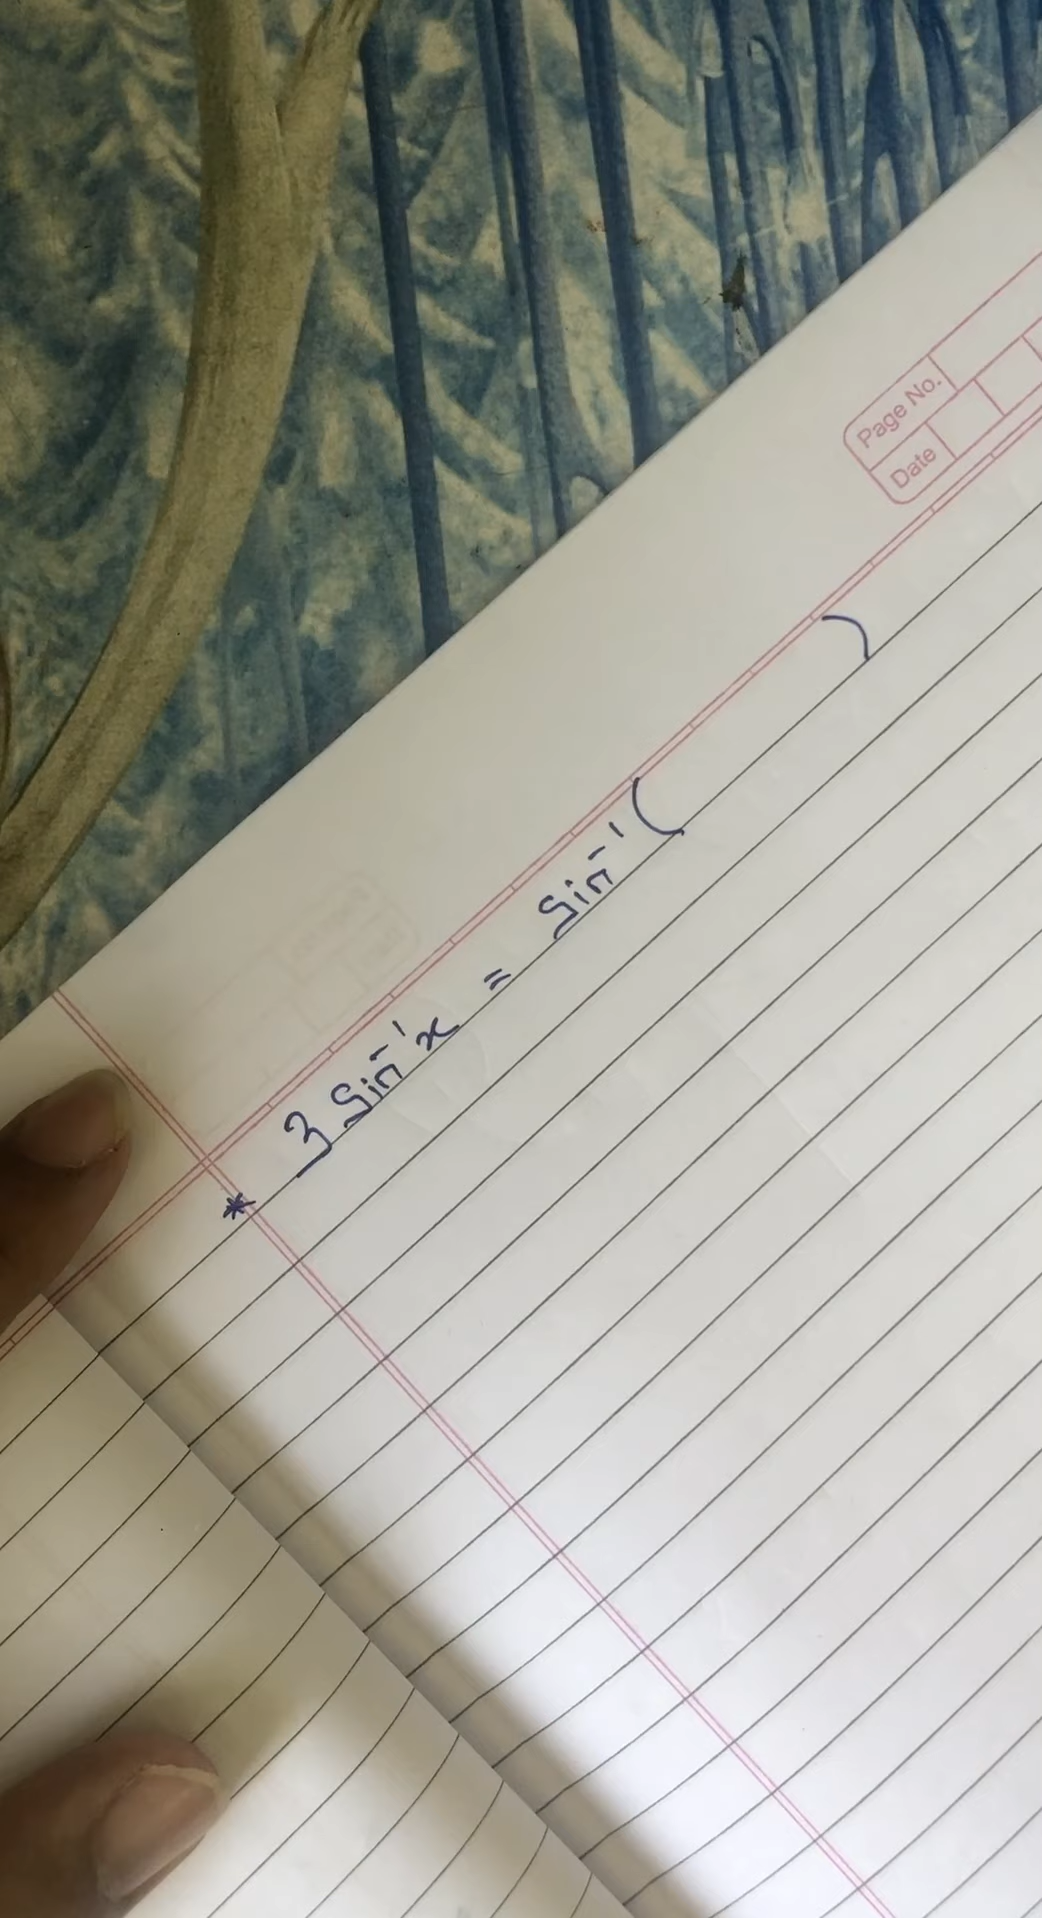 Page No.
Date
* 3 Sin⁻¹x = Sin⁻¹( )